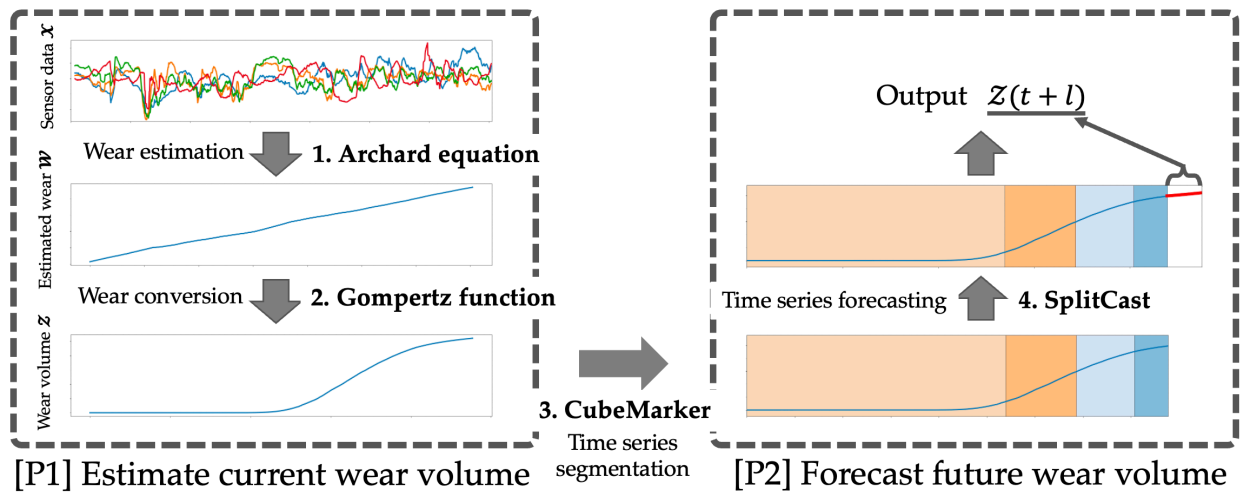 Sensor data 𝒳
Wear estimation
1. Archard equation
Estimated wear 𝒲
Wear conversion
2. Gompertz function
Wear volume 𝒵
[P1] Estimate current wear volume
3. CubeMarker
Time series
segmentation
Output 𝒵(t + l)
Time series forecasting
4. SplitCast
[P2] Forecast future wear volume